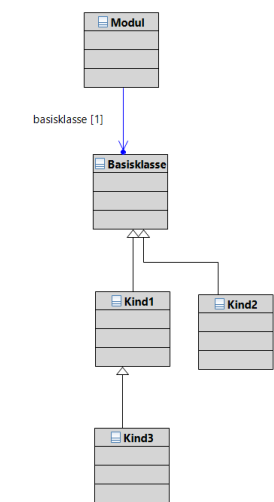 Modul
basisklasse [1]
Basisklasse
Kind1
Kind2
Kind3